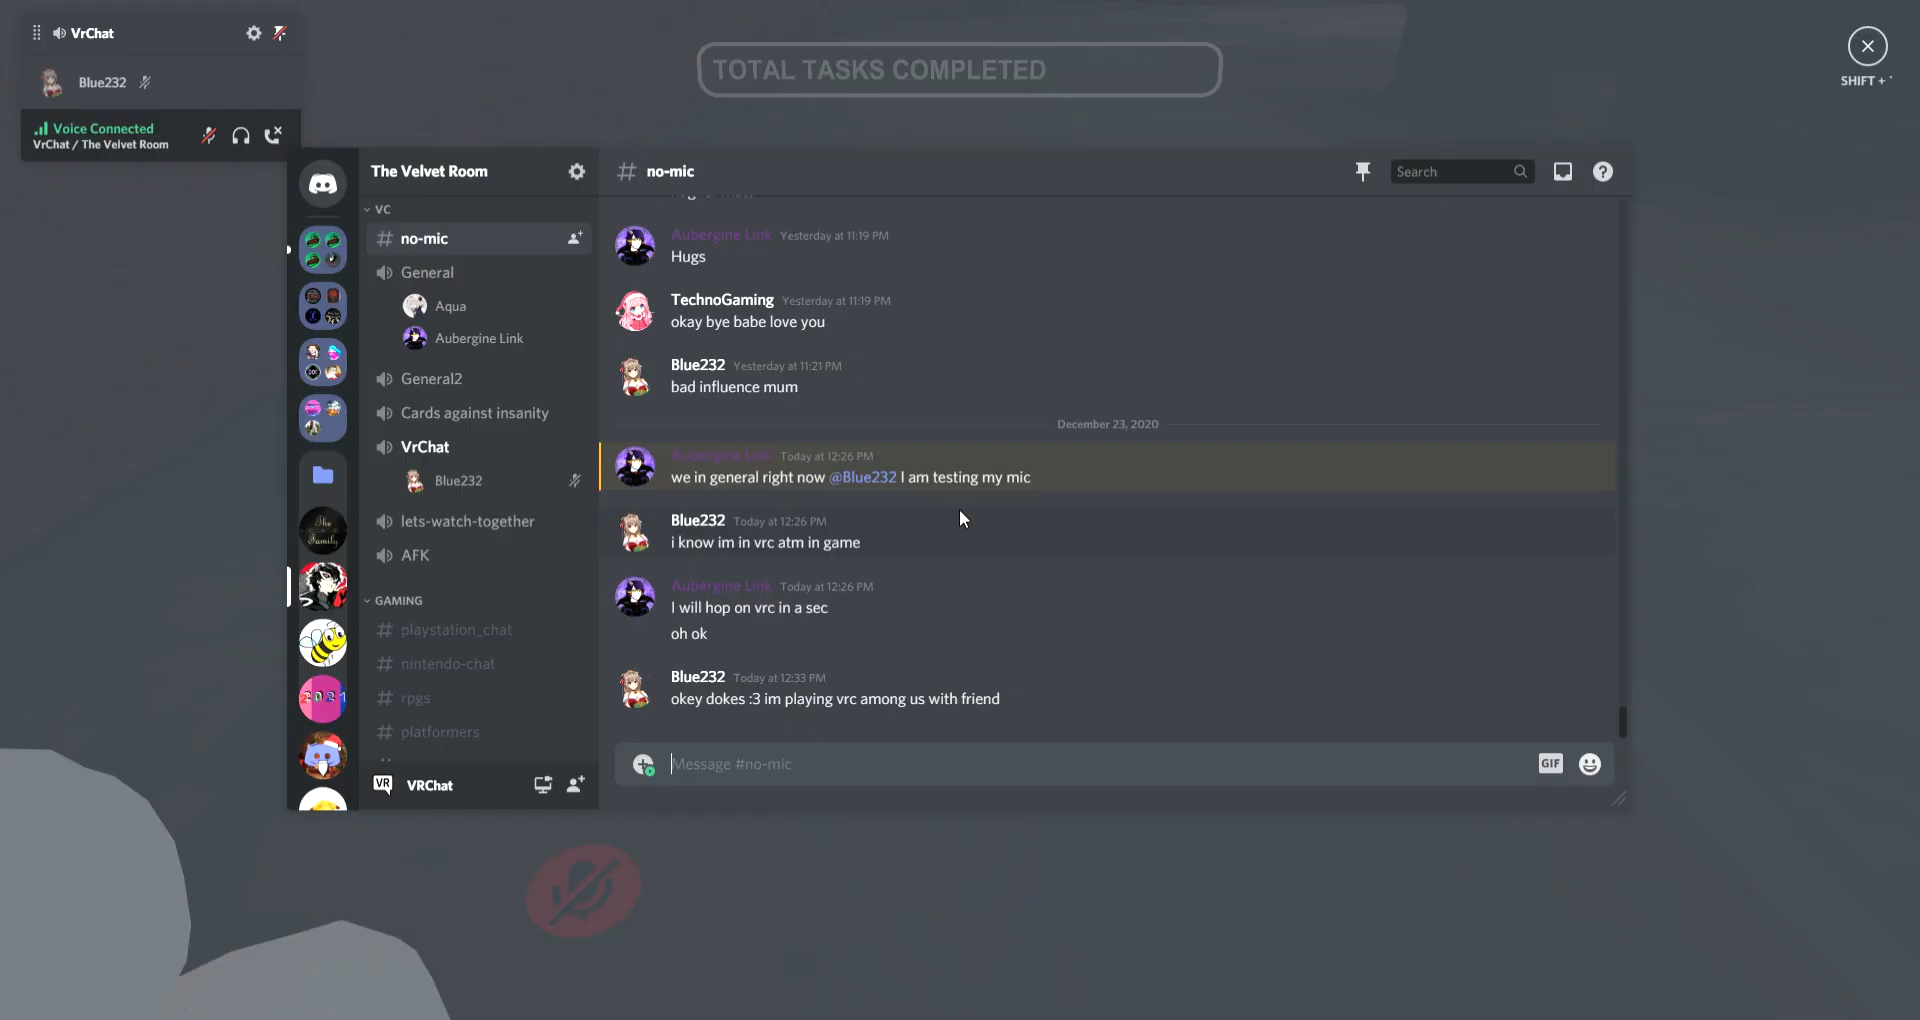 VrChat
Blue232
Voice Connected
VrChat / The Velvet Room
TOTAL TASKS COMPLETED
SHIFT + `
The Velvet Room
VC
no-mic
General
Aqua
Aubergine Link
General2
Cards against insanity
VrChat
Blue232
lets-watch-together
AFK
GAMING
playstation_chat
nintendo-chat
rpgs
platformers
VR VRChat
The Family
2021
# no-mic
Search
Aubergine Link Yesterday at 11:19 PM
Hugs
TechnoGaming Yesterday at 11:19 PM
okay bye babe love you
Blue232 Yesterday at 11:21 PM
bad influence mum
December 23, 2020
Aubergine Link Today at 12:26 PM
we in general right now @Blue232 I am testing my mic
Blue232 Today at 12:26 PM
i know im in vrc atm in game
Aubergine Link Today at 12:26 PM
I will hop on vrc in a sec
oh ok
Blue232 Today at 12:33 PM
okey dokes :3 im playing vrc among us with friend
Message #no-mic
GIF